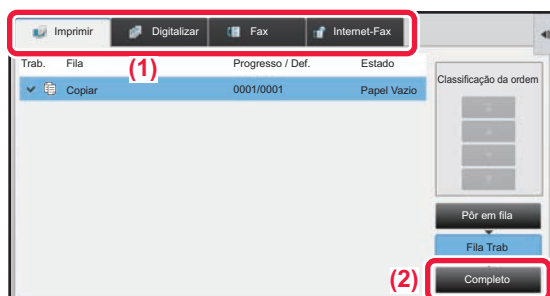 Imprimir Digitalizar Fax Internet-Fax
(1)
Trab. Fila Progresso / Def. Estado
Copiar 0001/0001 Papel Vazio
Classificação da ordem
Pôr em fila
Fila Trab
(2) Completo